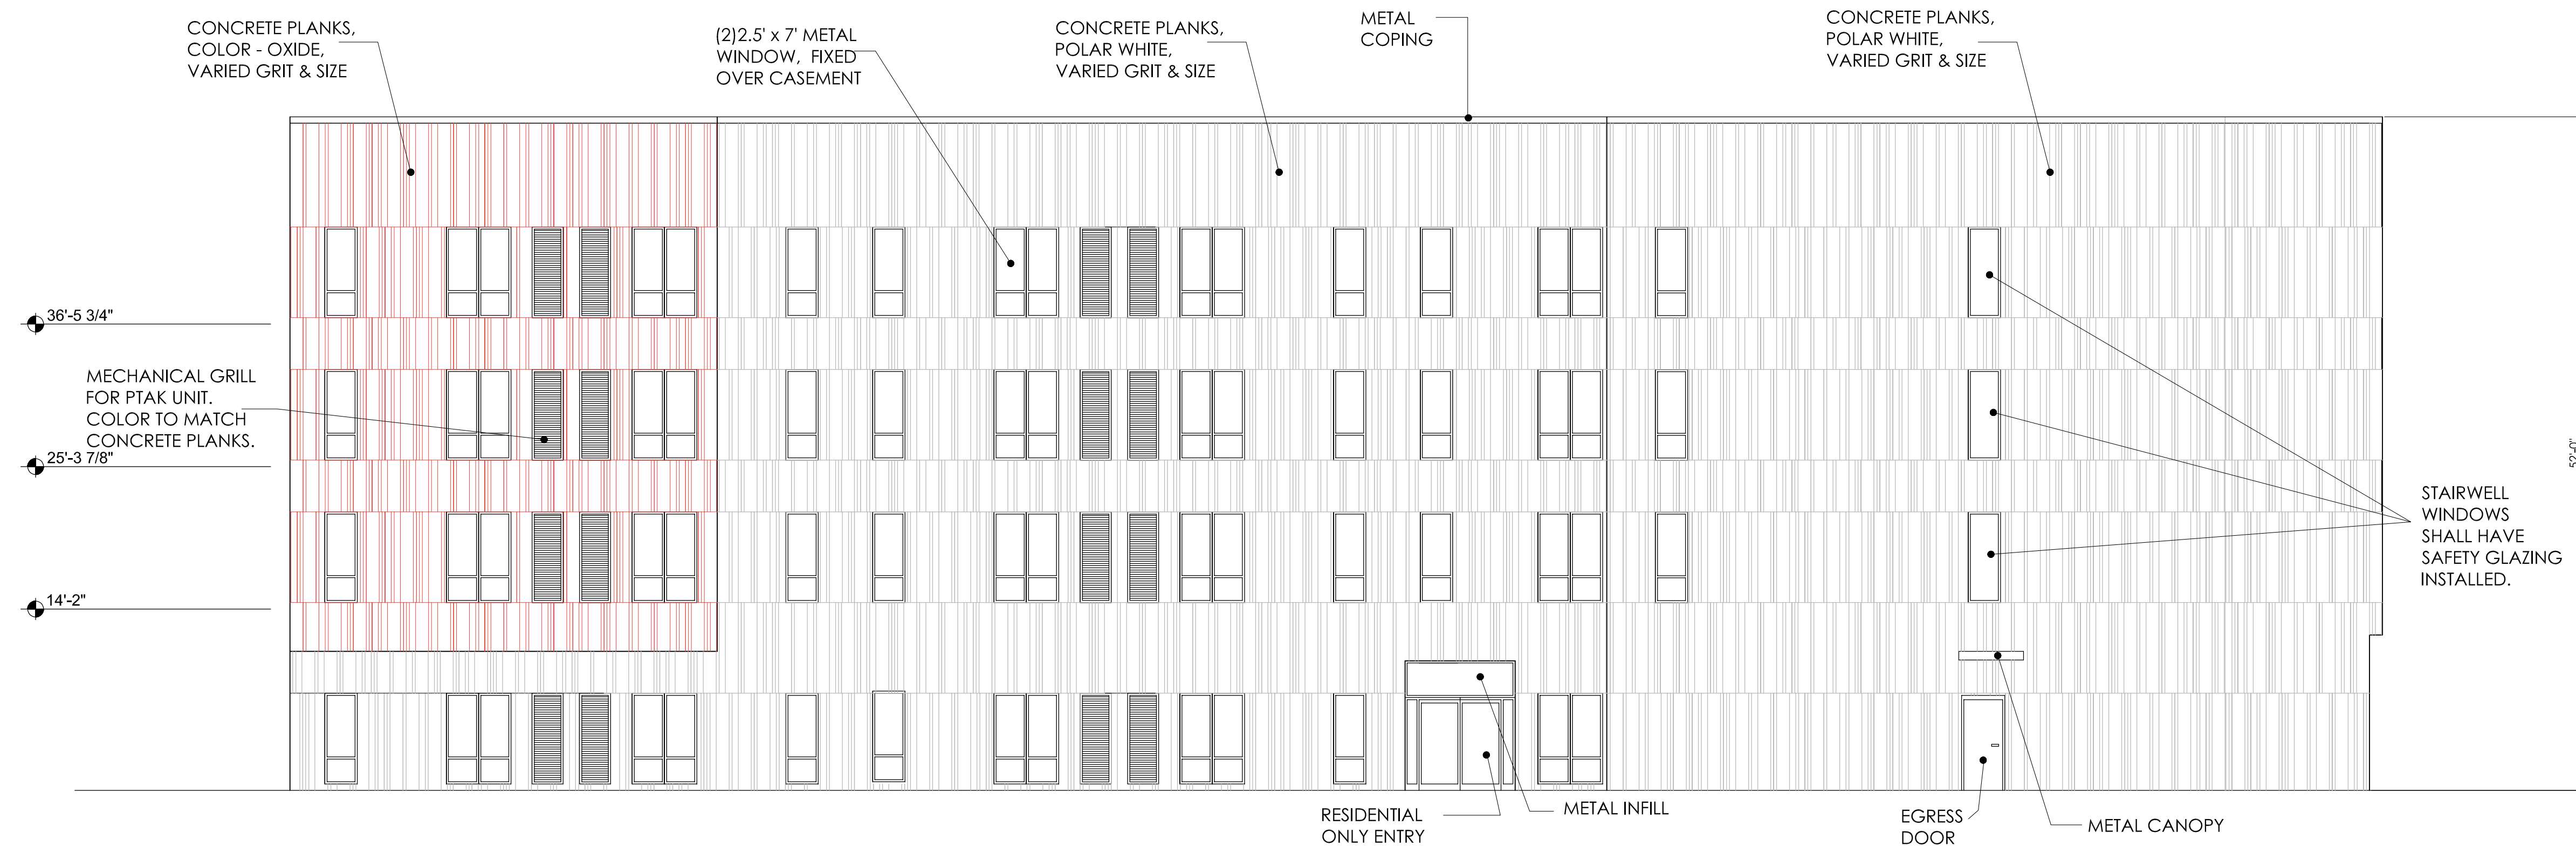 CONCRETE PLANKS,
COLOR - OXIDE,
VARIED GRIT & SIZE
(2)2.5' x 7' METAL
WINDOW, FIXED
OVER CASEMENT
CONCRETE PLANKS,
POLAR WHITE,
VARIED GRIT & SIZE
METAL
COPING
CONCRETE PLANKS,
POLAR WHITE,
VARIED GRIT & SIZE
36'-5 3/4"
MECHANICAL GRILL
FOR PTAK UNIT.
COLOR TO MATCH
CONCRETE PLANKS.
25'-3 7/8"
14'-2"
52'-0"
STAIRWELL
WINDOWS
SHALL HAVE
SAFETY GLAZING
INSTALLED.
RESIDENTIAL
ONLY ENTRY
METAL INFILL
EGRESS
DOOR
METAL CANOPY